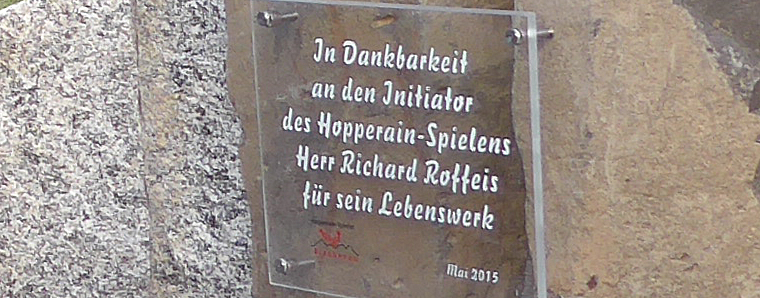 In Dankbarkeit
an den Initiator
des Hopperain-Spielens
Herr Richard Roffeis
für sein Lebenswerk
Mai 2015